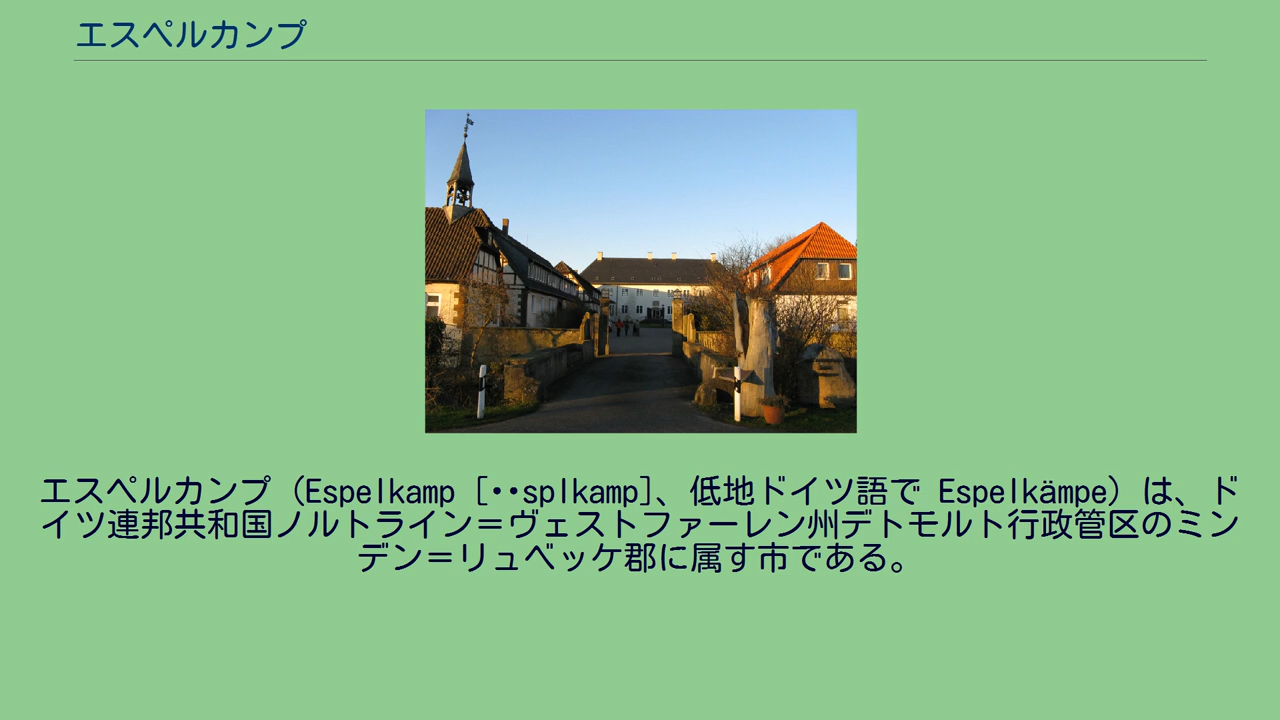 エスペルカンプ
エスペルカンプ（Espelkamp [••splkamp]、低地ドイツ語で Espelkämpe）は、ド
イツ連邦共和国ノルトライン＝ヴェストファーレン州デトモルト行政管区のミン
デン＝リュベッケ郡に属す市である。